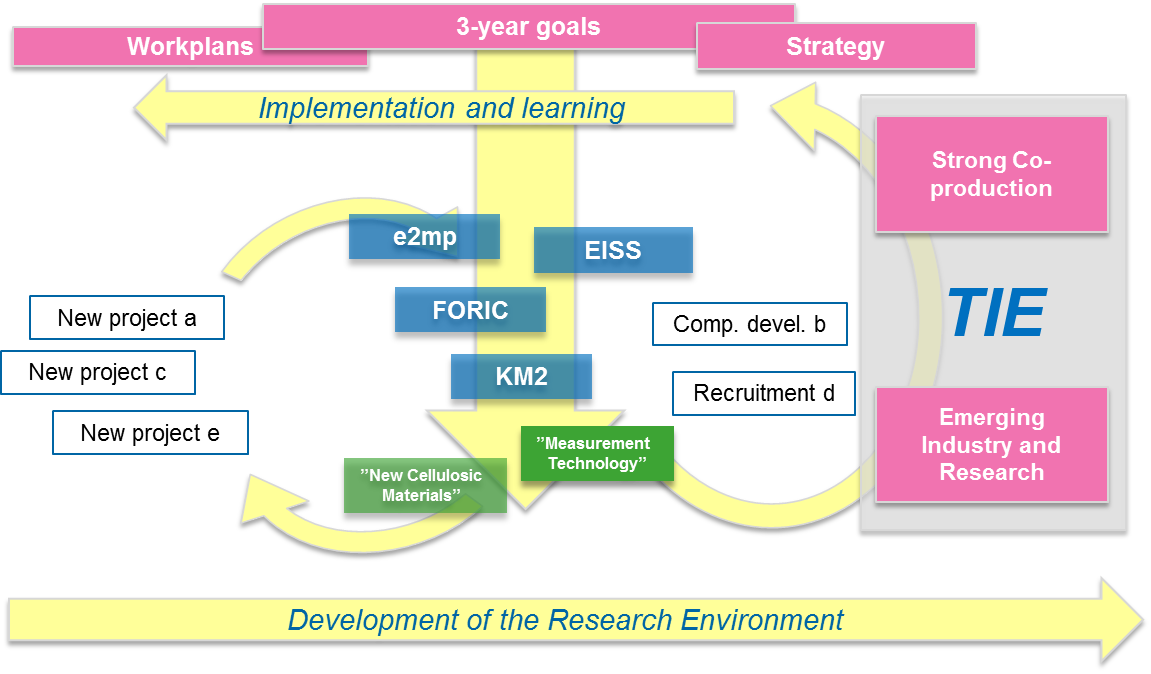 Workplans
3-year goals
Strategy
Implementation and learning
Strong Co-
production
e2mp
EISS
FORIC
TIE
New project a
Comp. devel. b
New project c
KM2
Recruitment d
New project e
Emerging
Industry and
Research
”Measurement
Technology”
”New Cellulosic
Materials”
Development of the Research Environment